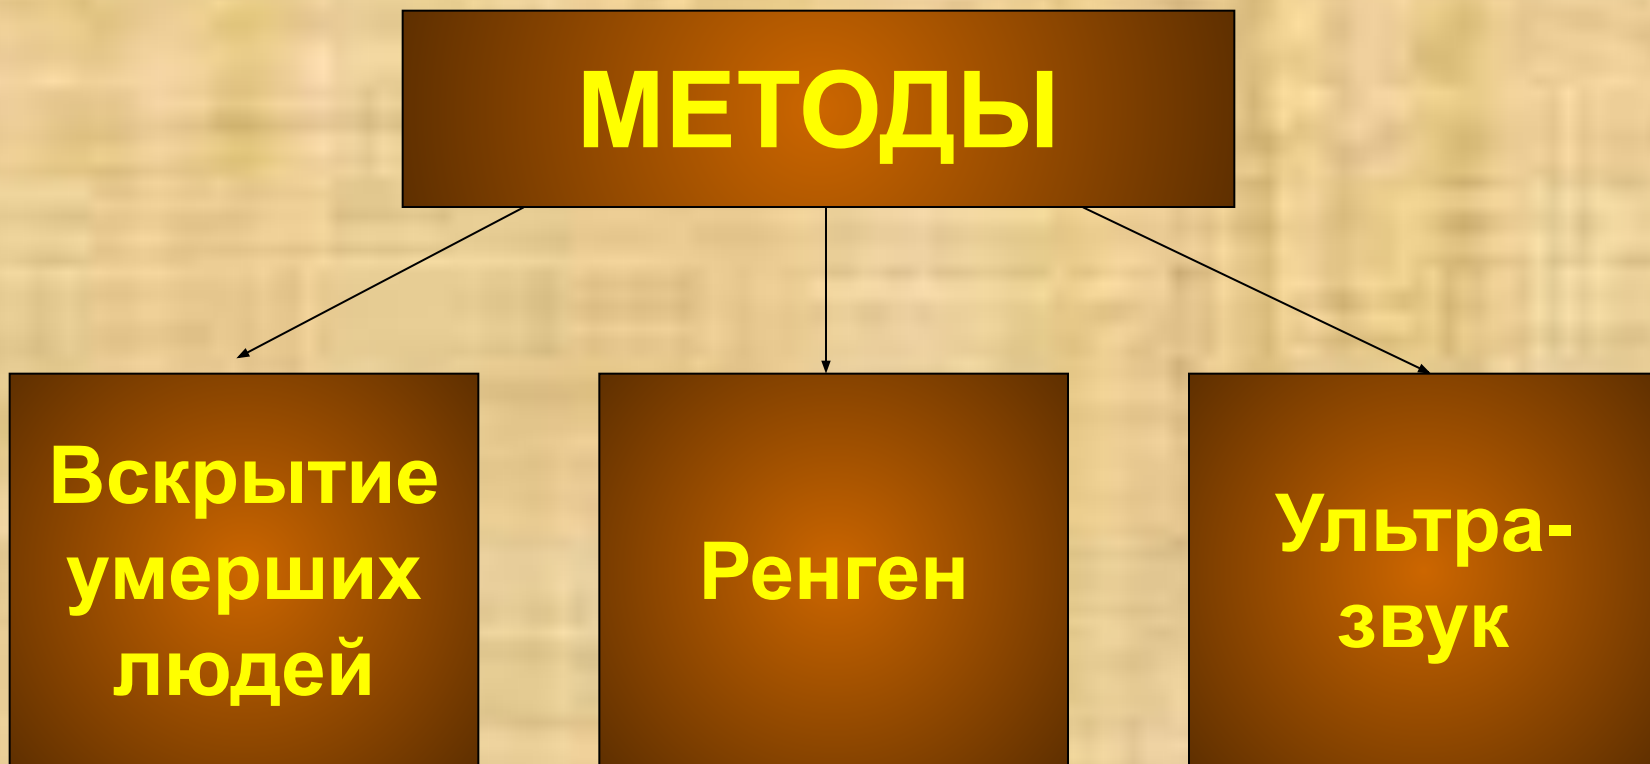 МЕТОДЫ
Вскрытие
умерших
людей
Ренген
Ультра-
звук